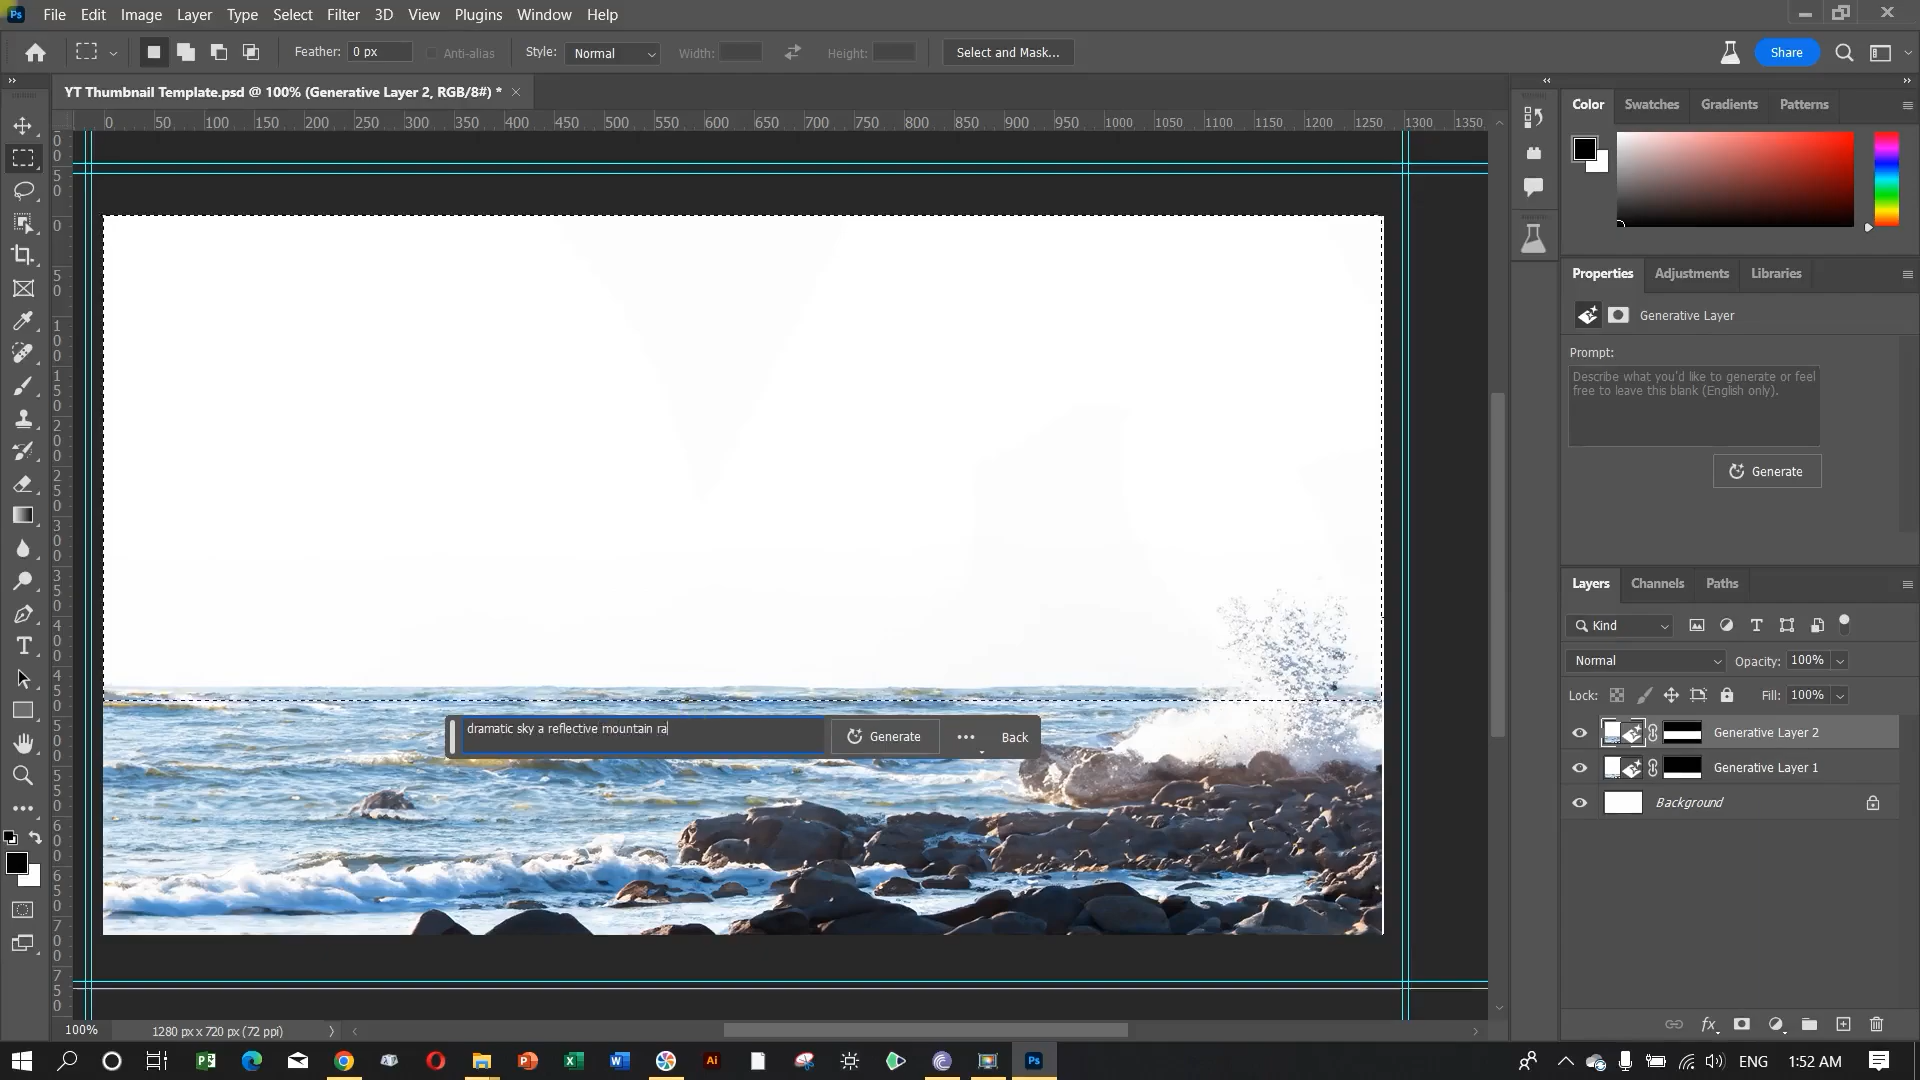 Ps File Edit Image Layer Type Select Filter 3D View Plugins Window Help
Feather: 0 px Anti-alias Style: Normal Width: Height: Select and Mask... Share
YT Thumbnail Template.psd @ 100% (Generative Layer 2, RGB/8#) *
0 50 100 150 200 250 300 350 400 450 500 550 600 650 700 750 800 850 900 950 1000 1050 1100 1150 1200 1250 1300 1350
Color Swatches Gradients Patterns
Properties Adjustments Libraries
Generative Layer
Prompt:
Describe what you'd like to generate or feel
free to leave this blank (English only).
Generate
Layers Channels Paths
Kind
Normal Opacity: 100%
Lock: Fill: 100%
Generative Layer 2
Generative Layer 1
Background
dramatic sky a reflective mountain ra
Generate ••• Back
100% 1280 px x 720 px (72 ppi)
Ai Ps ENG 1:52 AM